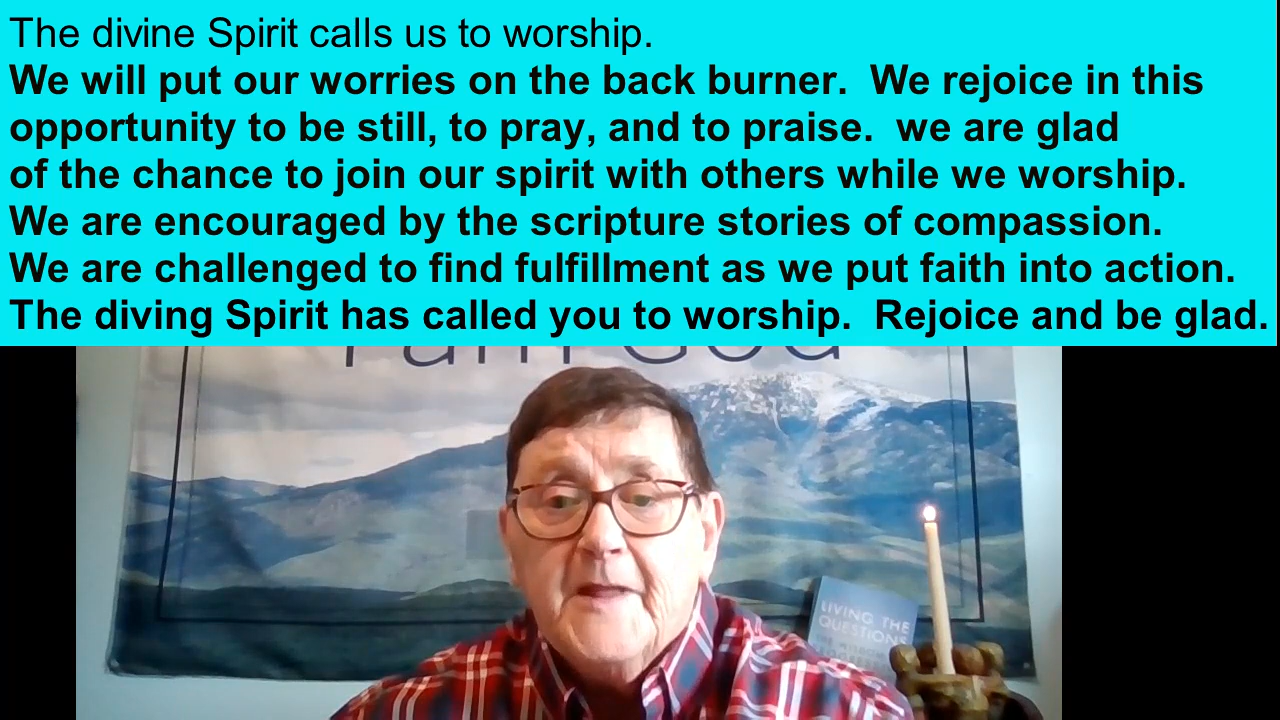 The divine Spirit calls us to worship.
We will put our worries on the back burner.  We rejoice in this
opportunity to be still, to pray, and to praise.  we are glad
of the chance to join our spirit with others while we worship.
We are encouraged by the scripture stories of compassion.
We are challenged to find fulfillment as we put faith into action.
The diving Spirit has called you to worship.  Rejoice and be glad.
I am God
LIVING THE
QUESTIONS